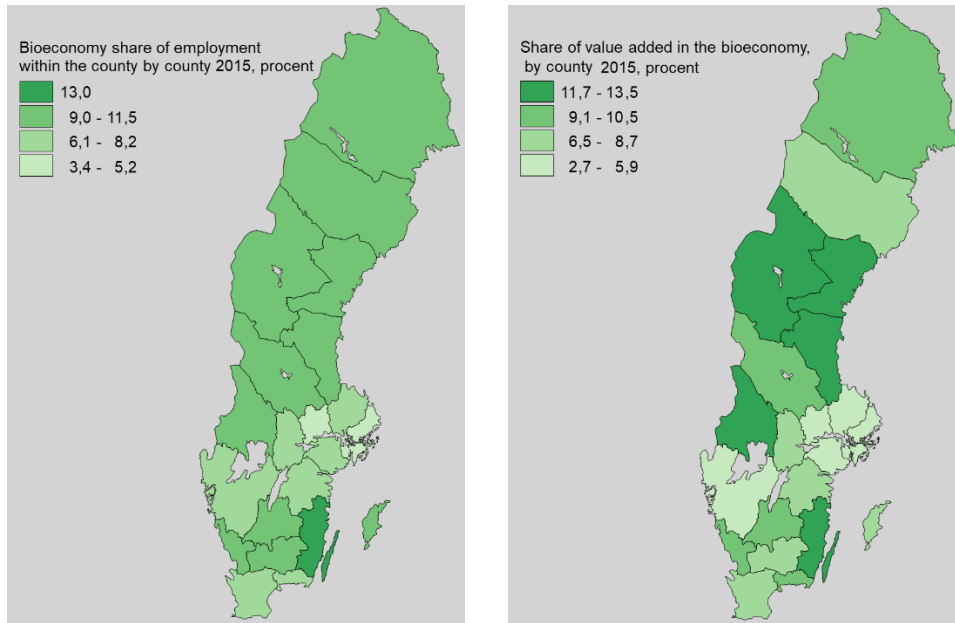 Bioeconomy share of employment
within the county by county 2015, procent
13,0
9,0 - 11,5
6,1 - 8,2
3,4 - 5,2
Share of value added in the bioeconomy,
by county 2015, procent
11,7 - 13,5
9,1 - 10,5
6,5 - 8,7
2,7 - 5,9